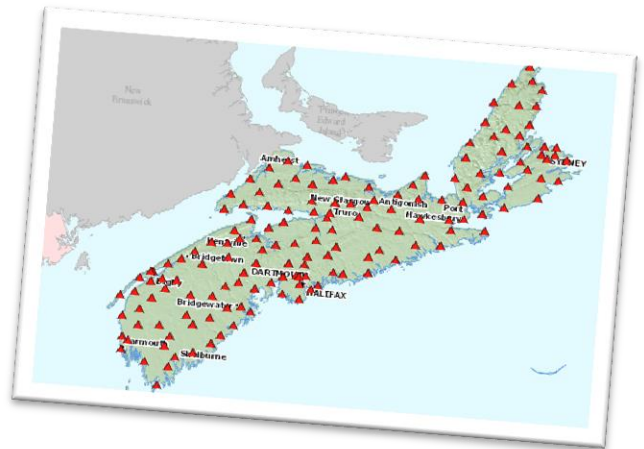 New
Brunswick
Prince
Edward
Island
Amherst
SYDNEY
New Glasgow
Antigonish
Port
Hawkesbury
Truro
Kentville
Bridgetown
DARTMOUTH
Digby
HALIFAX
Bridgewater
Yarmouth
Shelburne